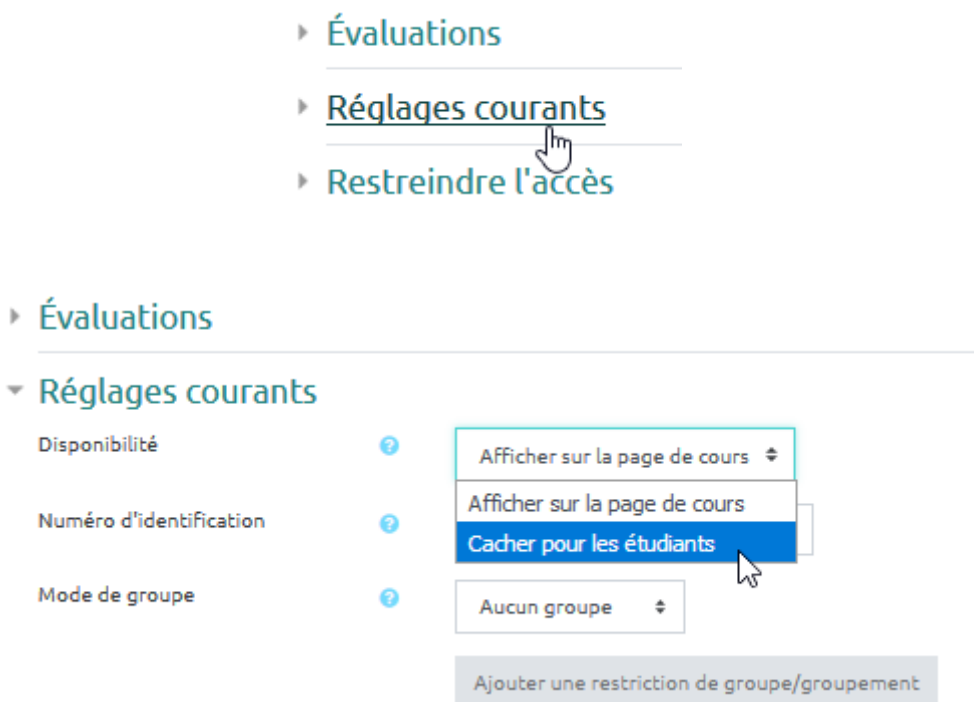 Évaluations
Réglages courants
Restreindre l'accès
Évaluations
Réglages courants
Disponibilité
Afficher sur la page de cours
Afficher sur la page de cours
Numéro d'identification
Cacher pour les étudiants
Mode de groupe
Aucun groupe
Ajouter une restriction de groupe/groupement